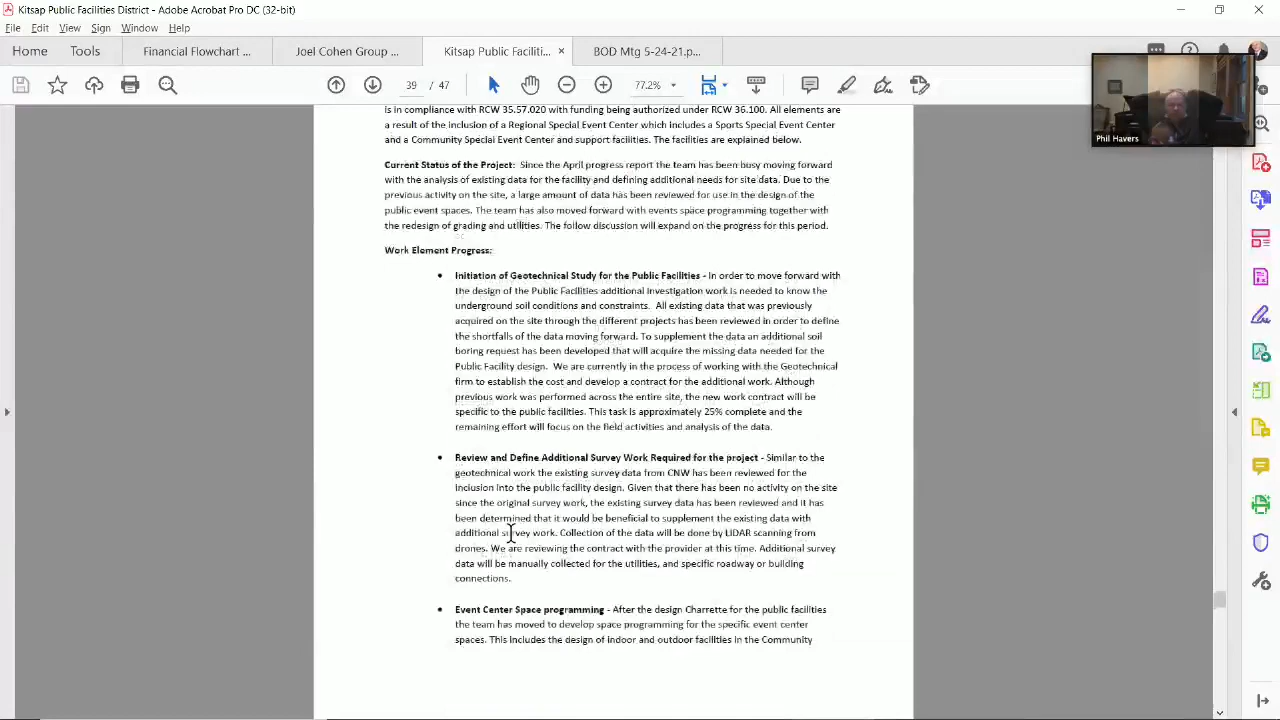 Kitsap Public Facilities District - Adobe Acrobat Pro DC (32-bit)
File Edit View Sign Window Help
Home Tools Financial Flowchart ... Joel Cohen Group ... Kitsap Public Faciliti... × BOD Mtg 5-24-21.p...
39 / 47 77.2%
Phil Havers
is in compliance with RCW 35.57.020 with funding being authorized under RCW 36.100. All elements are
a result of the inclusion of a Regional Special Event Center which includes a Sports Special Event Center
and a Community Special Event Center and support facilities. The facilities are explained below.
Current Status of the Project: Since the April progress report the team has been busy moving forward
with the analysis of existing data for the facility and defining additional needs for site data. Due to the
previous activity on the site, a large amount of data has been reviewed for use in the design of the
public event spaces. The team has also moved forward with events space programming together with
the redesign of grading and utilities. The follow discussion will expand on the progress for this period.
Work Element Progress:
• Initiation of Geotechnical Study for the Public Facilities - In order to move forward with
the design of the Public Facilities additional investigation work is needed to know the
underground soil conditions and constraints. All existing data that was previously
acquired on the site through the different projects has been reviewed in order to define
the shortfalls of the data moving forward. To supplement the data an additional soil
boring request has been developed that will acquire the missing data needed for the
Public Facility design. We are currently in the process of working with the Geotechnical
firm to establish the cost and develop a contract for the additional work. Although
previous work was performed across the entire site, the new work contract will be
specific to the public facilities. This task is approximately 25% complete and the
remaining effort will focus on the field activities and analysis of the data.
• Review and Define Additional Survey Work Required for the project - Similar to the
geotechnical work the existing survey data from CNW has been reviewed for the
inclusion into the public facility design. Given that there has been no activity on the site
since the original survey work, the existing survey data has been reviewed and it has
been determined that it would be beneficial to supplement the existing data with
additional survey work. Collection of the data will be done by LIDAR scanning from
drones. We are reviewing the contract with the provider at this time. Additional survey
data will be manually collected for the utilities, and specific roadway or building
connections.
• Event Center Space programming - After the design Charrette for the public facilities
the team has moved to develop space programming for the specific event center
spaces. This includes the design of indoor and outdoor facilities in the Community